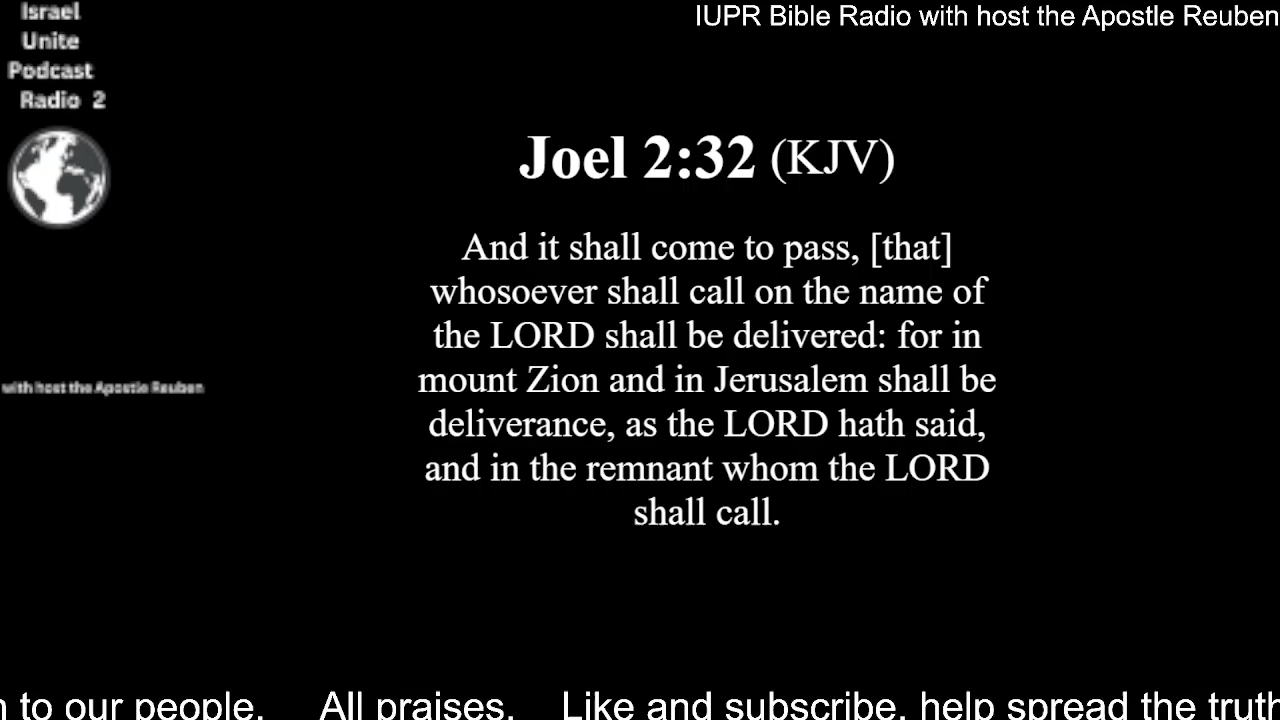 Israel
Unite
Podcast
Radio 2
IUPR Bible Radio with host the Apostle Reuben
Joel 2:32 (KJV)
And it shall come to pass, [that]
whosoever shall call on the name of
the LORD shall be delivered: for in
mount Zion and in Jerusalem shall be
deliverance, as the LORD hath said,
and in the remnant whom the LORD
shall call.
with host the Apostle Reuben
to our people. All praises. Like and subscribe, help spread the truth